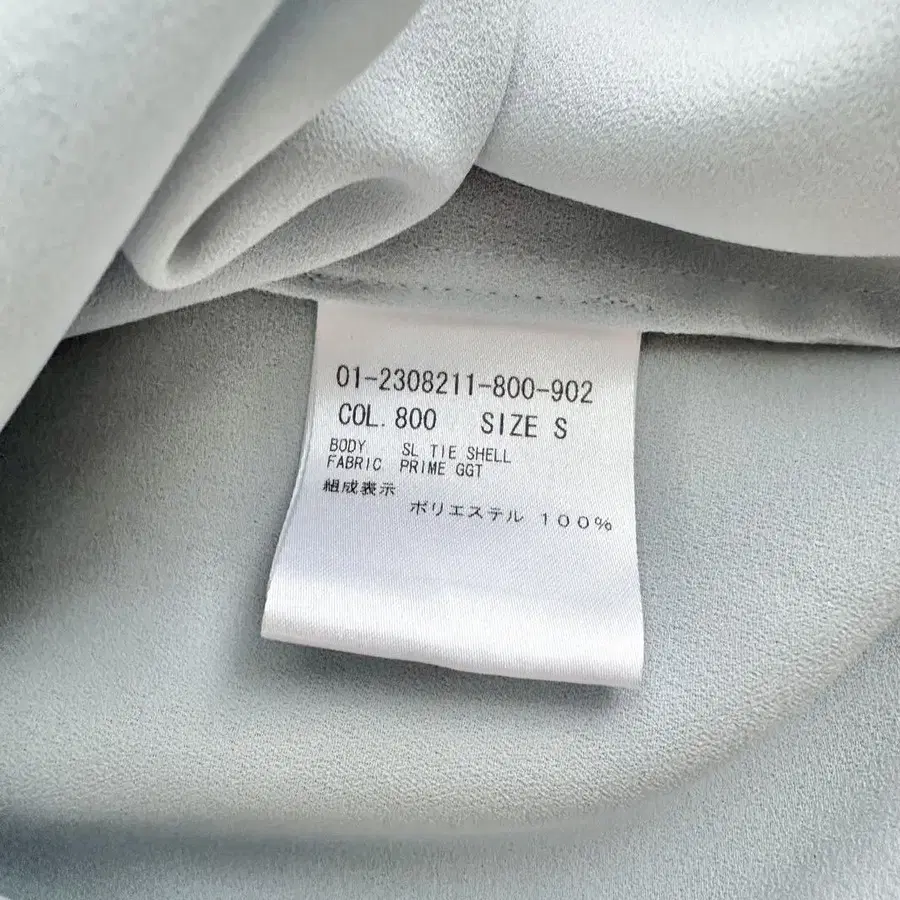 01-2308211-800-902
COL. 800 SIZE S
BODY SL TIE SHELL
FABRIC PRIME GGT
組成表示
ポリエステル 100%